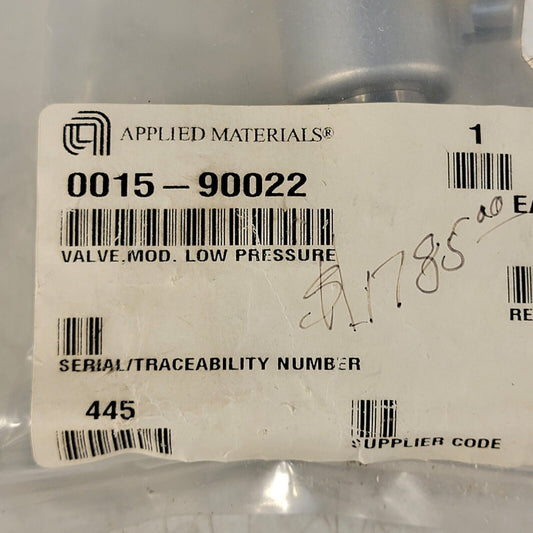 APPLIED MATERIALS®
1
0015-90022
EA
VALVE,MOD. LOW PRESSURE
$1785.00
RE
SERIAL/TRACEABILITY NUMBER
445
SUPPLIER CODE